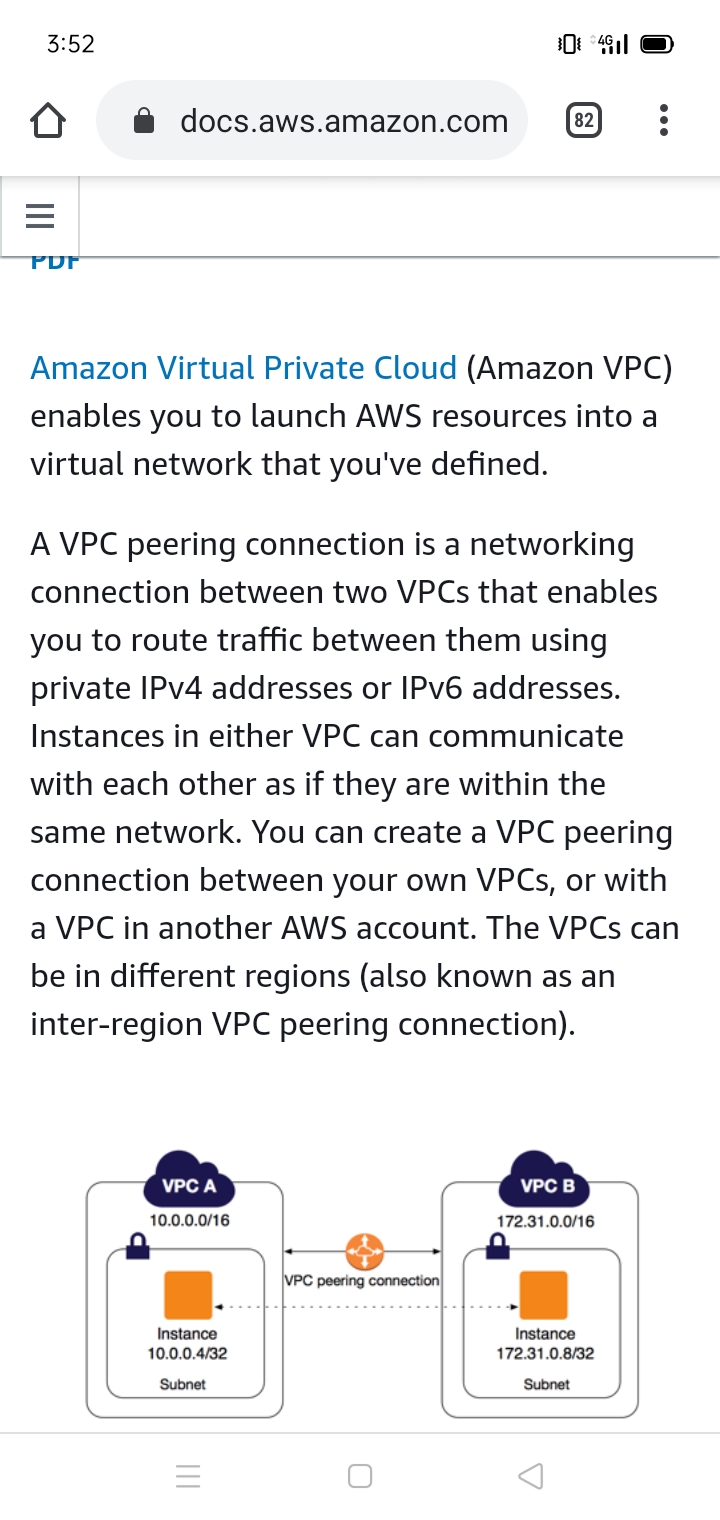 3:52
4G
docs.aws.amazon.com
82
PDF
Amazon Virtual Private Cloud (Amazon VPC)
enables you to launch AWS resources into a
virtual network that you've defined.
A VPC peering connection is a networking
connection between two VPCs that enables
you to route traffic between them using
private IPv4 addresses or IPv6 addresses.
Instances in either VPC can communicate
with each other as if they are within the
same network. You can create a VPC peering
connection between your own VPCs, or with
a VPC in another AWS account. The VPCs can
be in different regions (also known as an
inter-region VPC peering connection).
VPC A
10.0.0.0/16
VPC B
172.31.0.0/16
VPC peering connection
Instance
10.0.0.4/32
Subnet
Instance
172.31.0.8/32
Subnet